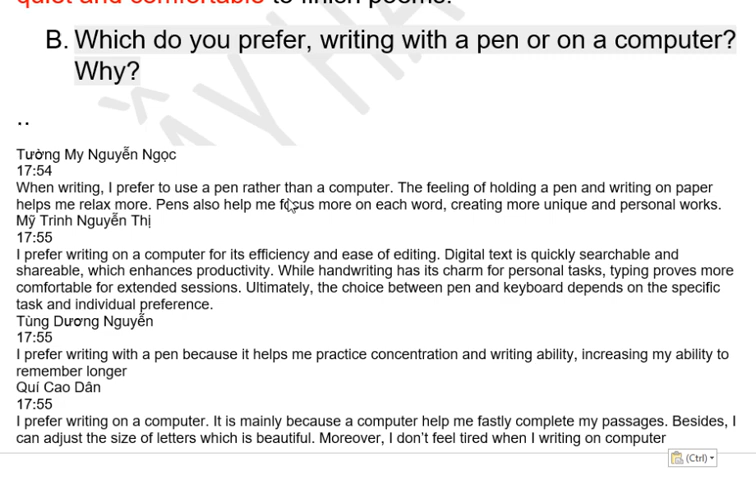 quiet and comfortable to finish poems.
B. Which do you prefer, writing with a pen or on a computer?
Why?
..
Tường My Nguyễn Ngọc
17:54
When writing, I prefer to use a pen rather than a computer. The feeling of holding a pen and writing on paper
helps me relax more. Pens also help me focus more on each word, creating more unique and personal works.
Mỹ Trinh Nguyễn Thị
17:55
I prefer writing on a computer for its efficiency and ease of editing. Digital text is quickly searchable and
shareable, which enhances productivity. While handwriting has its charm for personal tasks, typing proves more
comfortable for extended sessions. Ultimately, the choice between pen and keyboard depends on the specific
task and individual preference.
Tùng Dương Nguyễn
17:55
I prefer writing with a pen because it helps me practice concentration and writing ability, increasing my ability to
remember longer
Quí Cao Dân
17:55
I prefer writing on a computer. It is mainly because a computer help me fastly complete my passages. Besides, I
can adjust the size of letters which is beautiful. Moreover, I don't feel tired when I writing on computer
(Ctrl)